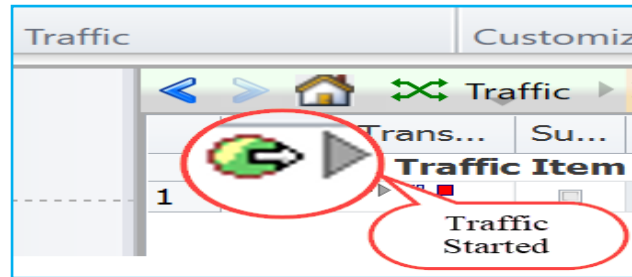 Traffic
Customiz
Traffic
Trans...
Su...
Traffic Item
1
Traffic
Started